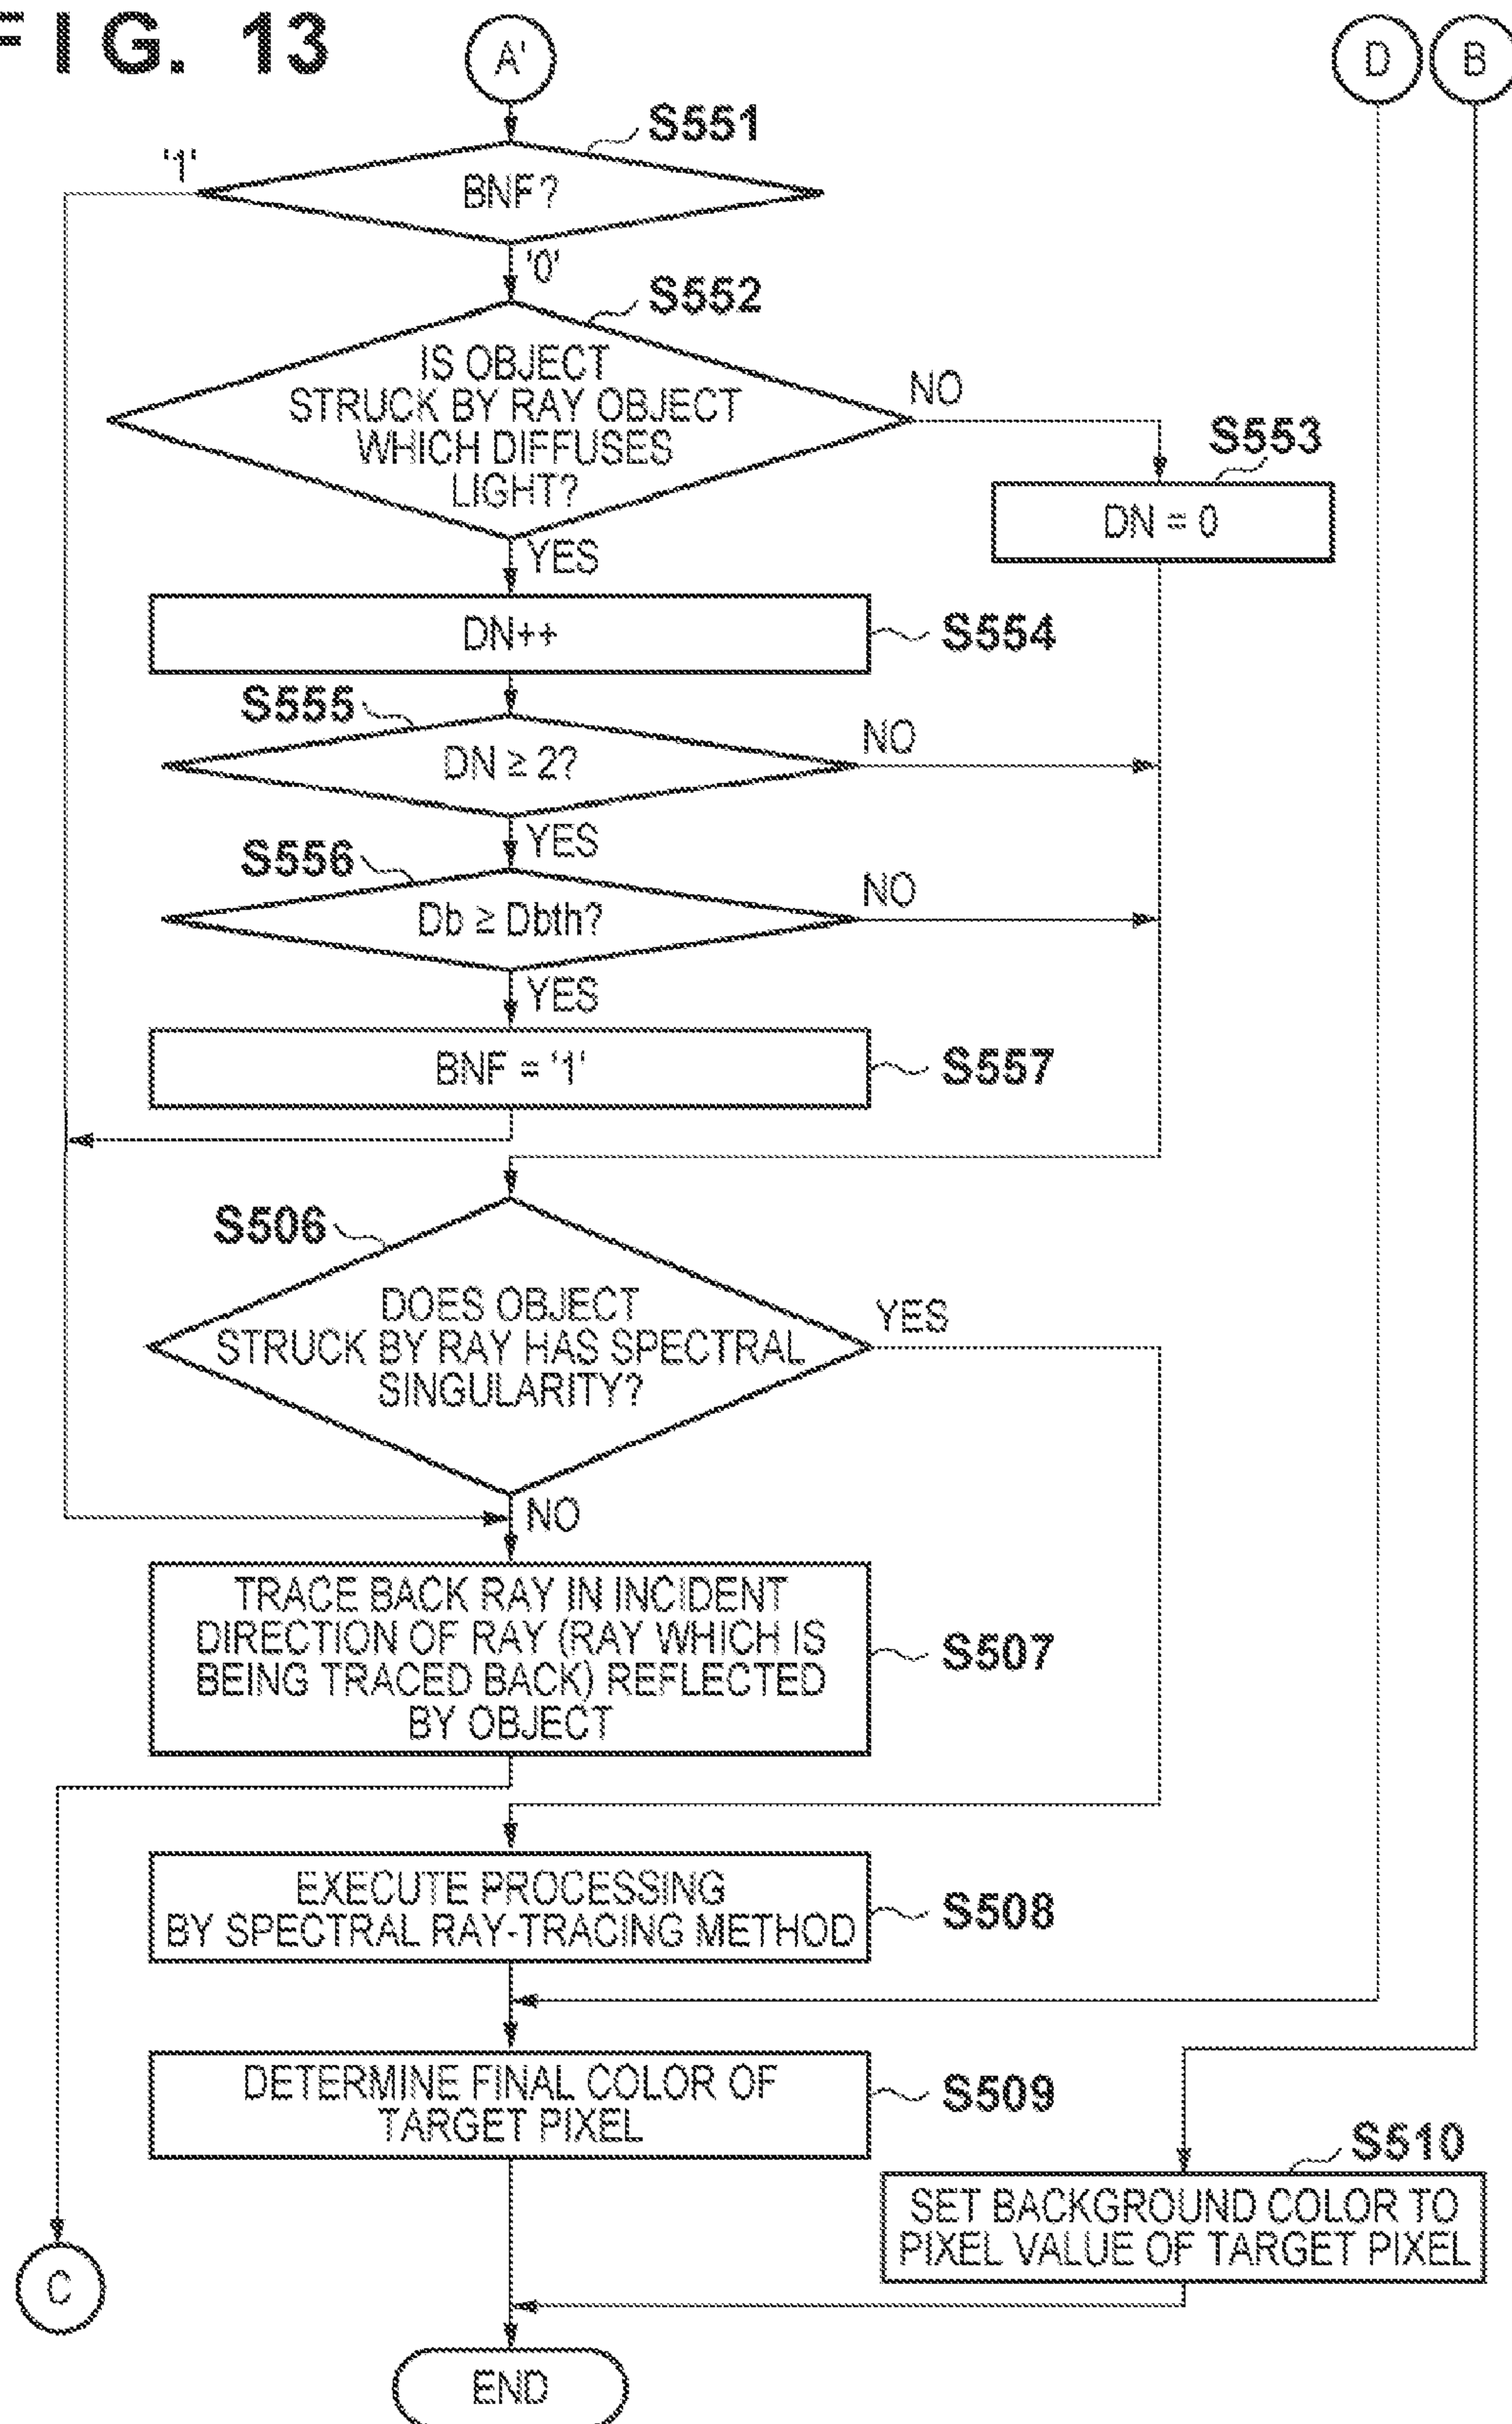 FIG. 13
A'
D
B
S551
'1'
BNF?
'0'
S552
IS OBJECT
STRUCK BY RAY OBJECT
WHICH DIFFUSES
LIGHT?
NO
S553
DN = 0
YES
DN++
S554
S555
DN ≥ 2?
NO
YES
S556
Db ≥ Dbth?
NO
YES
BNF = '1'
S557
S506
DOES OBJECT
STRUCK BY RAY HAS SPECTRAL
SINGULARITY?
YES
NO
TRACE BACK RAY IN INCIDENT
DIRECTION OF RAY (RAY WHICH IS
BEING TRACED BACK) REFLECTED
BY OBJECT
S507
EXECUTE PROCESSING
BY SPECTRAL RAY-TRACING METHOD
S508
DETERMINE FINAL COLOR OF
TARGET PIXEL
S509
S510
SET BACKGROUND COLOR TO
PIXEL VALUE OF TARGET PIXEL
C
END